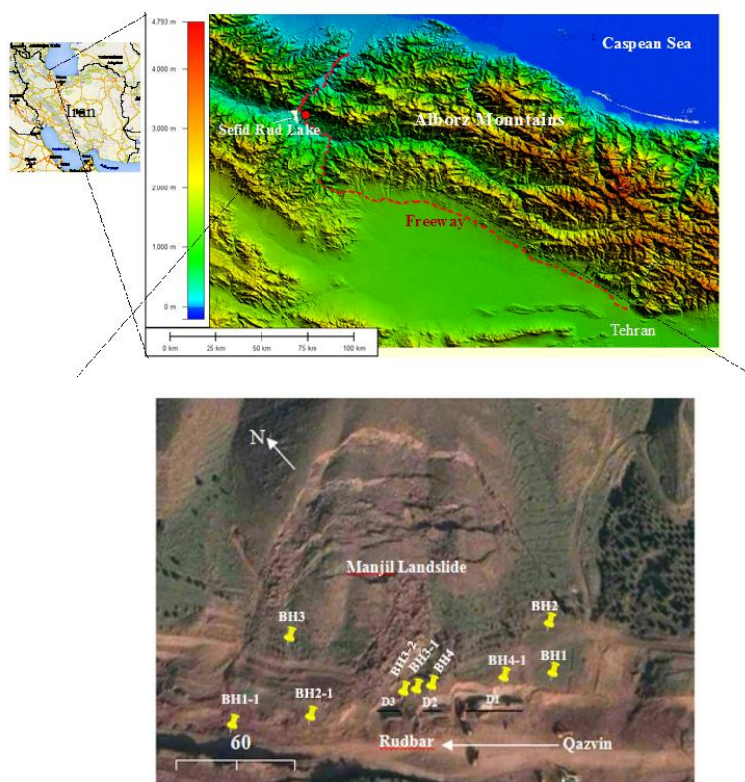 Iran
4,793 m
4,000 m
3,000 m
2,000 m
1,000 m
0 m
Caspean Sea
Sefid Rud Lake
Alborz Mountains
Freeway
Tehran
0 km 25 km 50 km 75 km 100 km
N
Manjil Landslide
BH3
BH2
BH3-2
BH3-1
BH4
BH4-1
BH1
BH1-1
BH2-1
D3
D2
D1
60
Rudbar
Qazvin